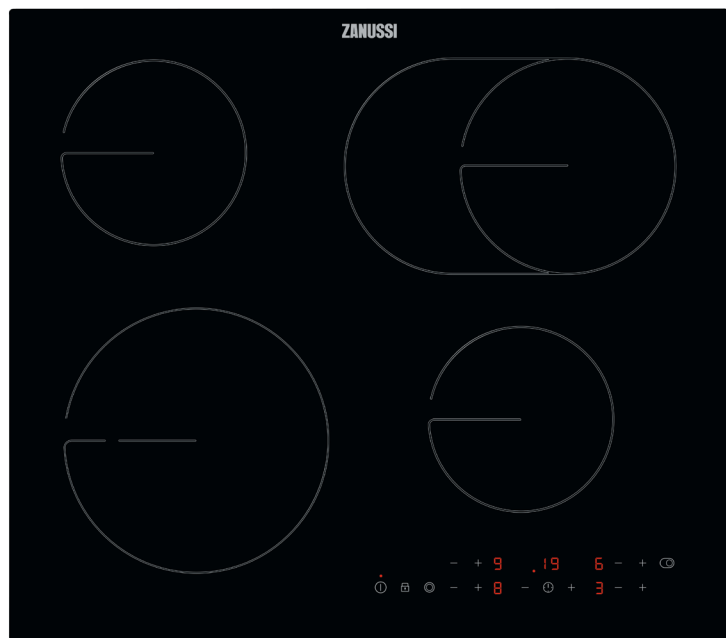 ZANUSSI
− + 9 .19 6 − +
− + 8 − + 3 − +